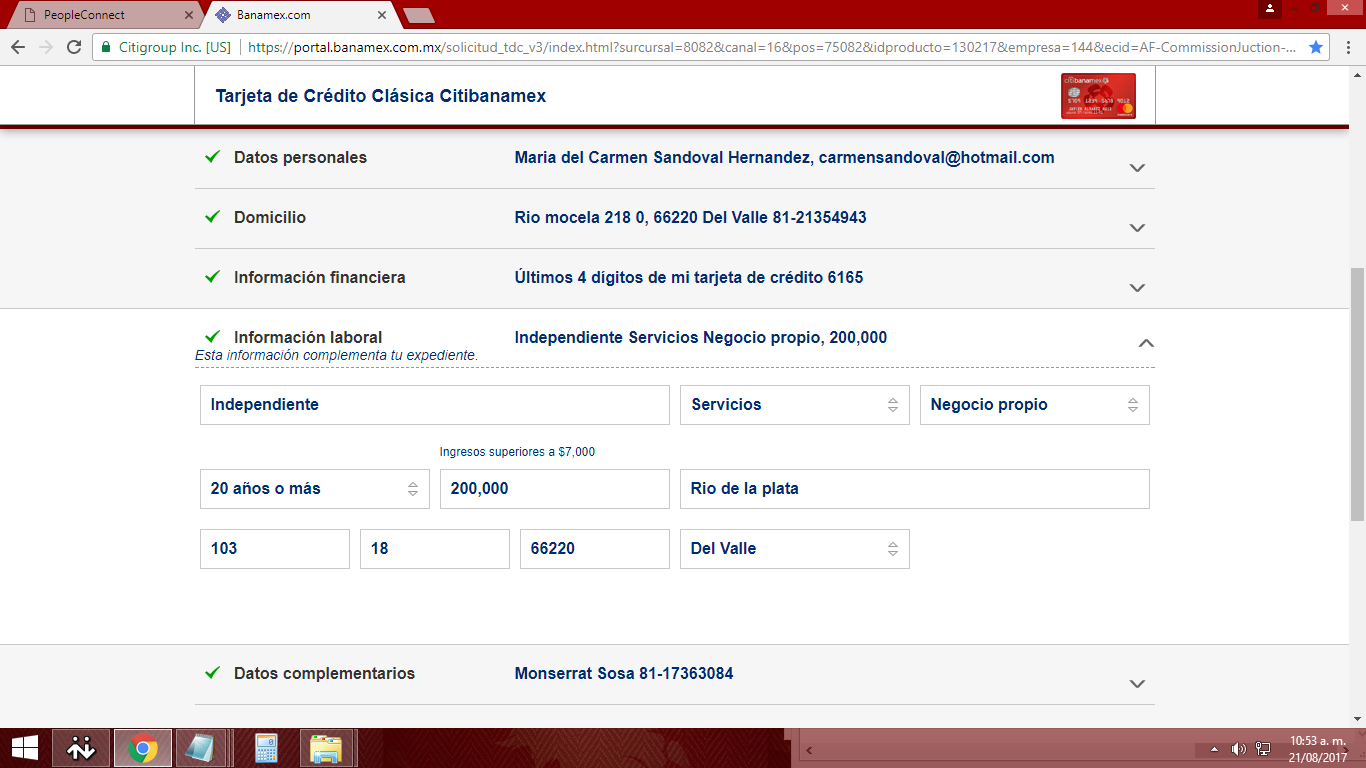 PeopleConnect
Banamex.com
Citigroup Inc. [US] https://portal.banamex.com.mx/solicitud_tdc_v3/index.html?surcursal=8082&canal=16&pos=75082&idproducto=130217&empresa=144&ecid=AF-CommissionJuction-...
Tarjeta de Crédito Clásica Citibanamex
citibanamex
Datos personales Maria del Carmen Sandoval Hernandez, carmensandoval@hotmail.com
Domicilio Rio mocela 218 0, 66220 Del Valle 81-21354943
Información financiera Últimos 4 dígitos de mi tarjeta de crédito 6165
Información laboral Independiente Servicios Negocio propio, 200,000
Esta información complementa tu expediente.
Independiente Servicios Negocio propio
Ingresos superiores a $7,000
20 años o más 200,000 Rio de la plata
103 18 66220 Del Valle
Datos complementarios Monserrat Sosa 81-17363084
10:53 a. m.
21/08/2017